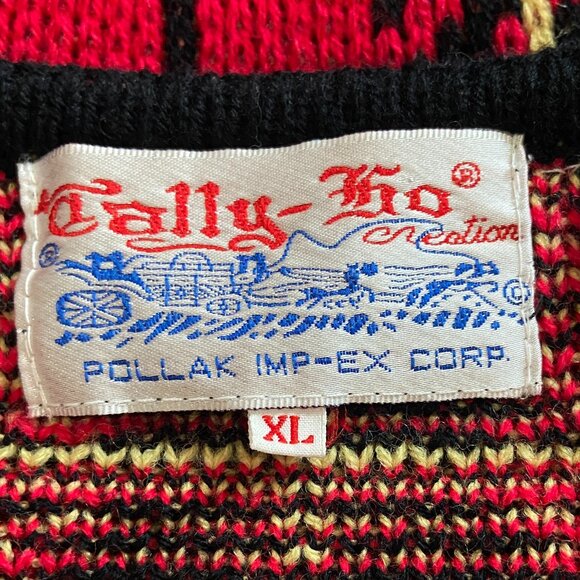 Tally-Ho®
Creation
®
©
POLLAK IMP-EX CORP.
XL